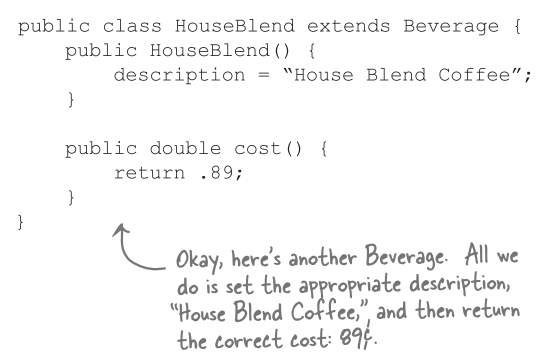 public class HouseBlend extends Beverage {
    public HouseBlend() {
        description = “House Blend Coffee”;
    }

    public double cost() {
        return .89;
    }
}
Okay, here's another Beverage. All we
do is set the appropriate description,
“House Blend Coffee,” and then return
the correct cost: 89¢.